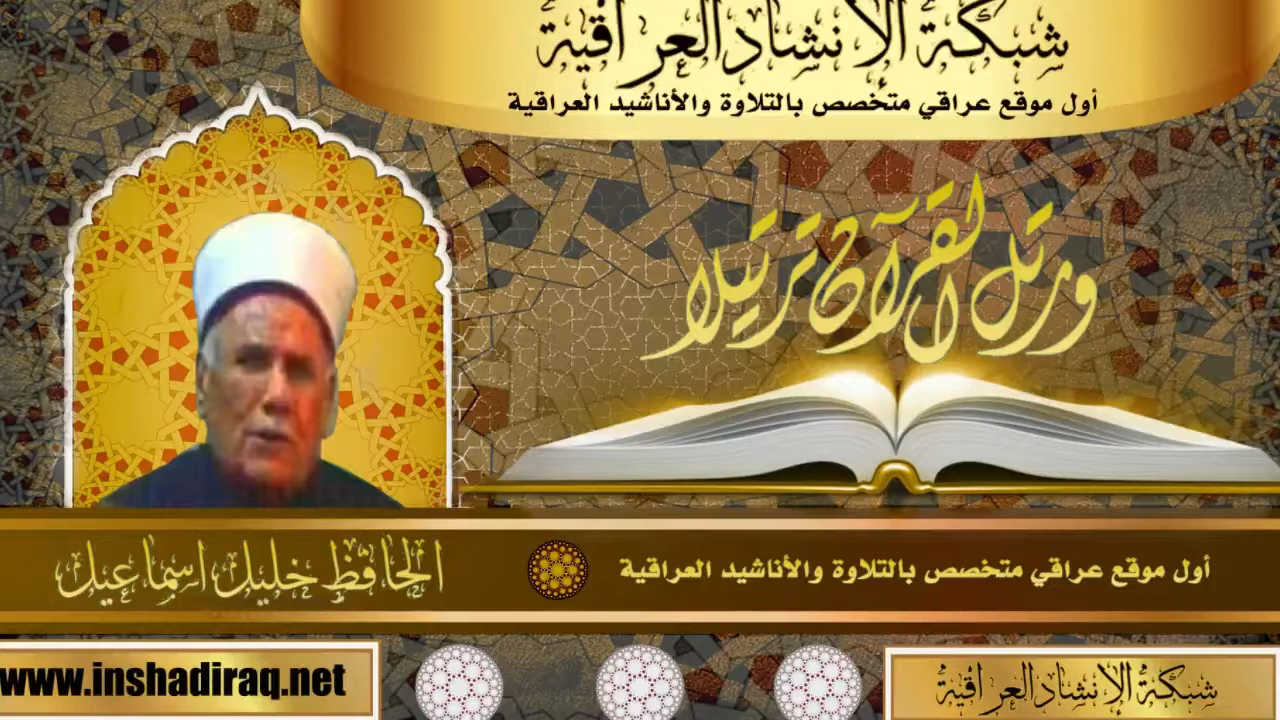 شبكة الإنشاد العراقية
أول موقع عراقي متخصص بالتلاوة والأناشيد العراقية
ورتل القرآن ترتيلا
أول موقع عراقي متخصص بالتلاوة والأناشيد العراقية
الحافظ خليل اسماعيل
شبكة الإنشاد العراقية
www.inshadiraq.net